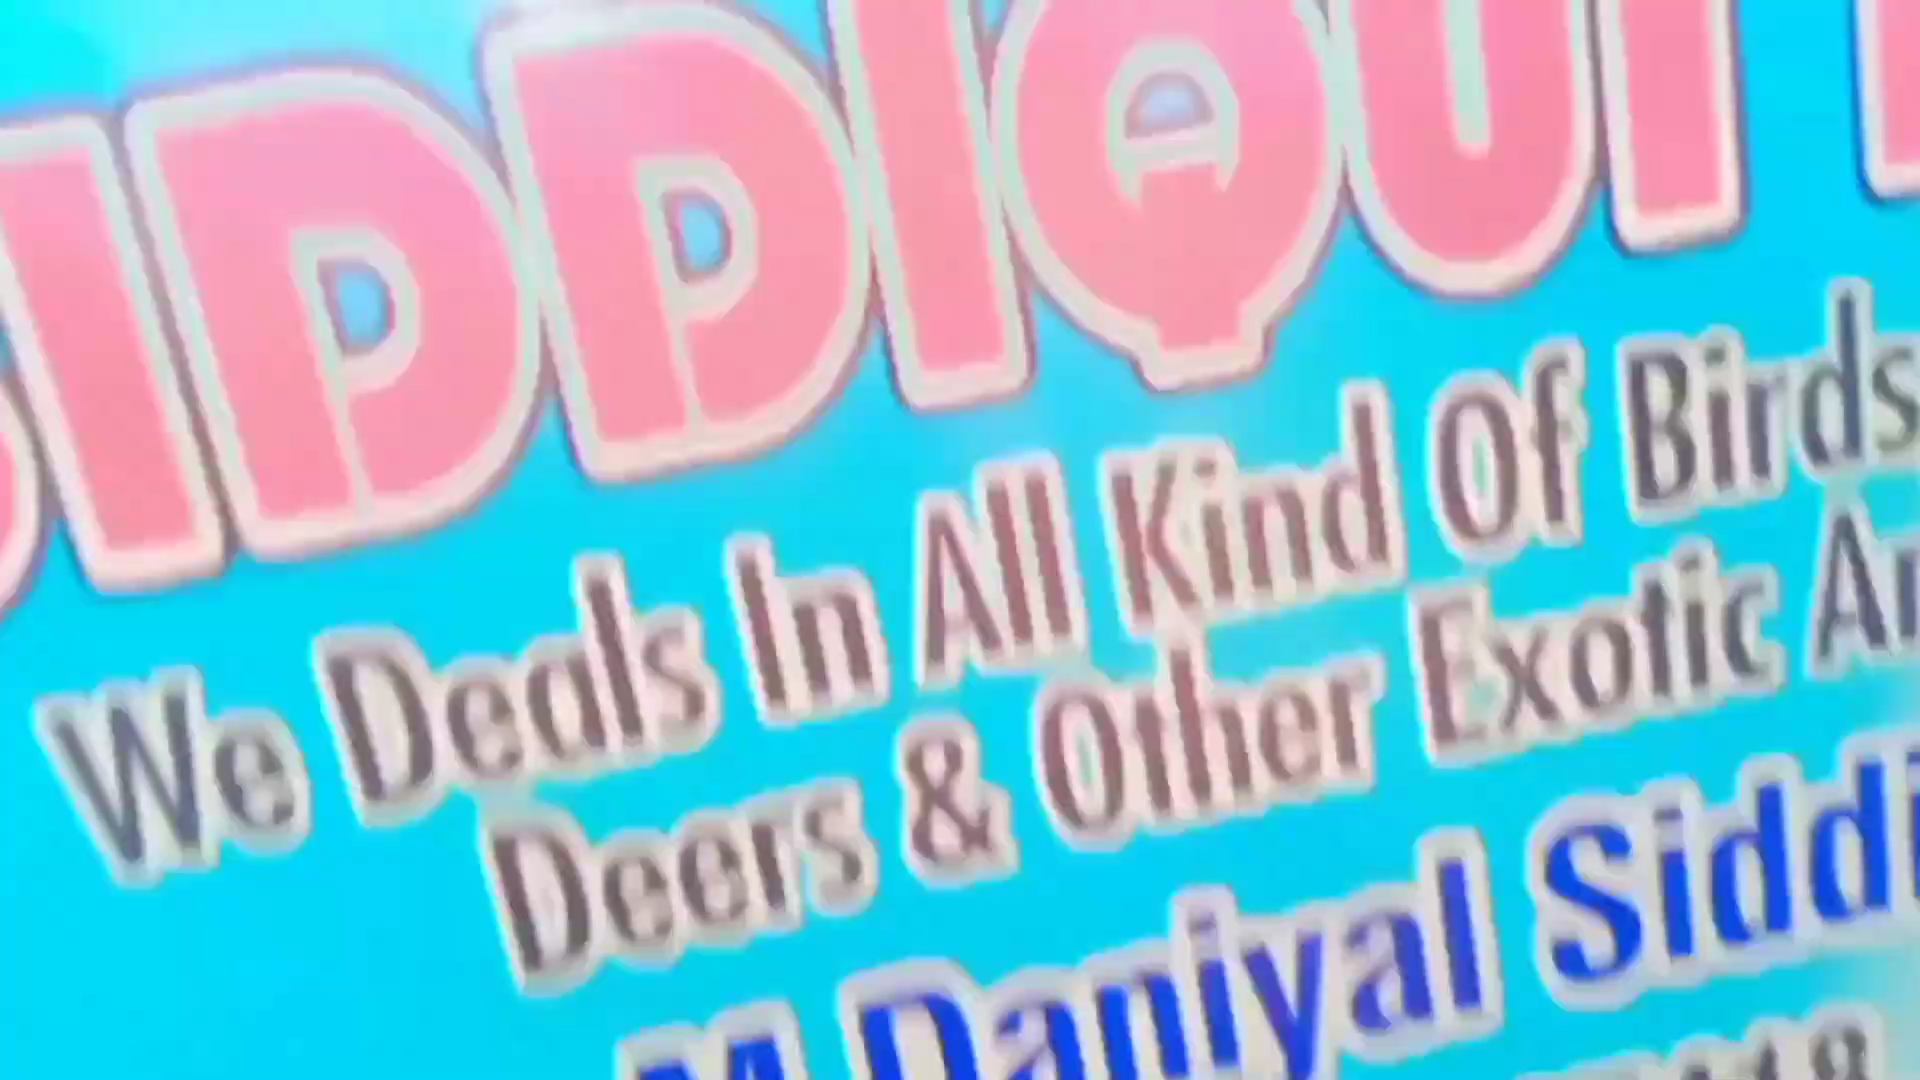 SIDDIQUI
We Deals In All Kind Of Birds
Deers & Other Exotic
M Daniyal Siddi